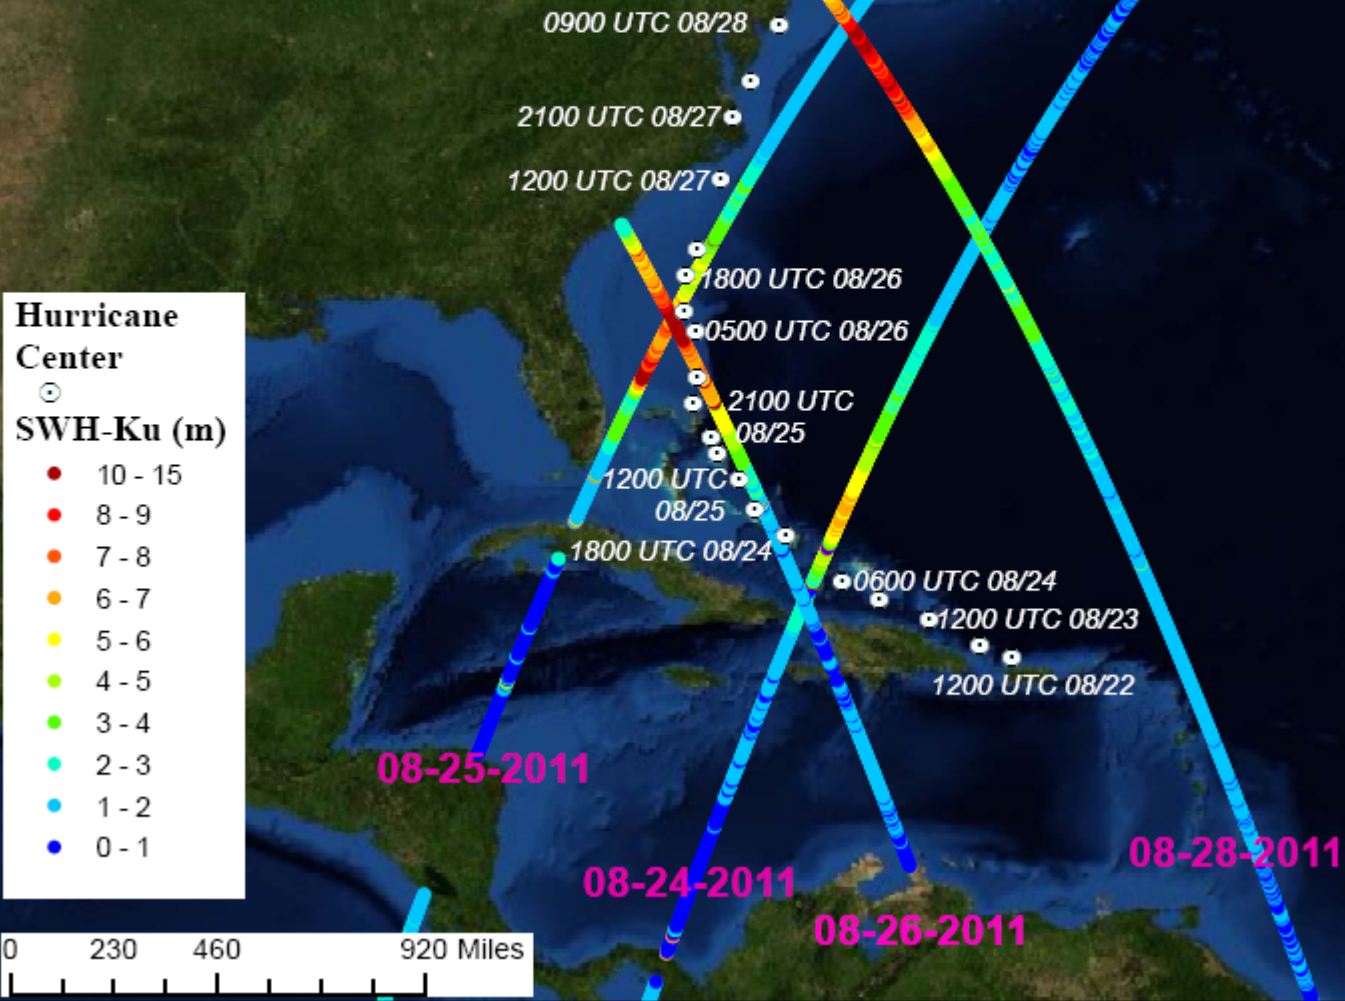 0900 UTC 08/28
2100 UTC 08/27
1200 UTC 08/27
1800 UTC 08/26
0500 UTC 08/26
2100 UTC
08/25
1200 UTC
08/25
1800 UTC 08/24
0600 UTC 08/24
1200 UTC 08/23
1200 UTC 08/22
Hurricane
Center
SWH-Ku (m)
10 - 15
8 - 9
7 - 8
6 - 7
5 - 6
4 - 5
3 - 4
2 - 3
1 - 2
0 - 1
08-25-2011
08-24-2011
08-26-2011
08-28-2011
0 230 460 920 Miles